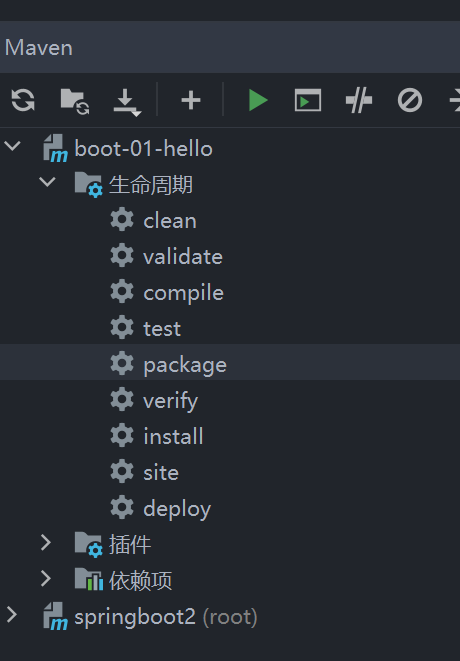 Maven
boot-01-hello
生命周期
clean
validate
compile
test
package
verify
install
site
deploy
插件
依赖项
springboot2 (root)